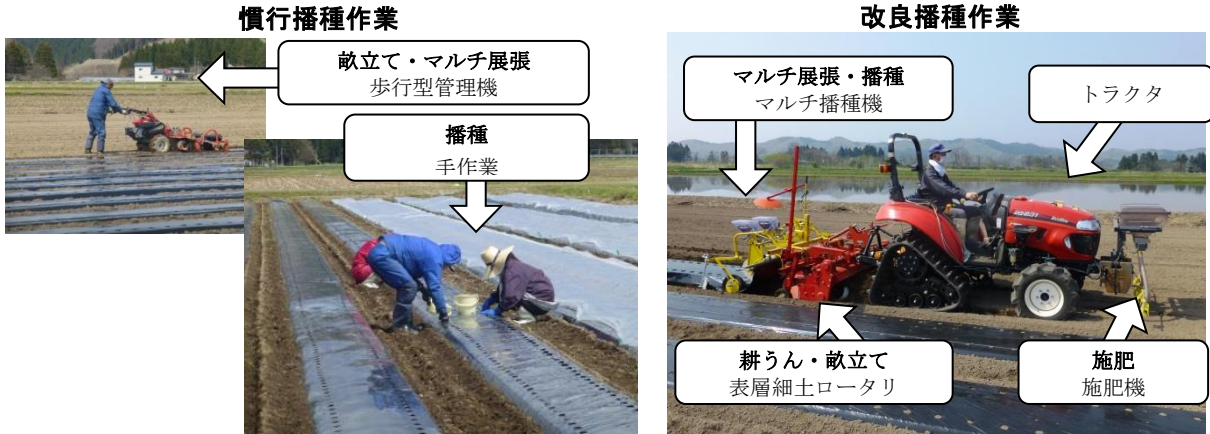 慣行播種作業
畝立て・マルチ展張
歩行型管理機
播種
手作業
改良播種作業
マルチ展張・播種
マルチ播種機
トラクタ
耕うん・畝立て
表層細土ロータリ
施肥
施肥機